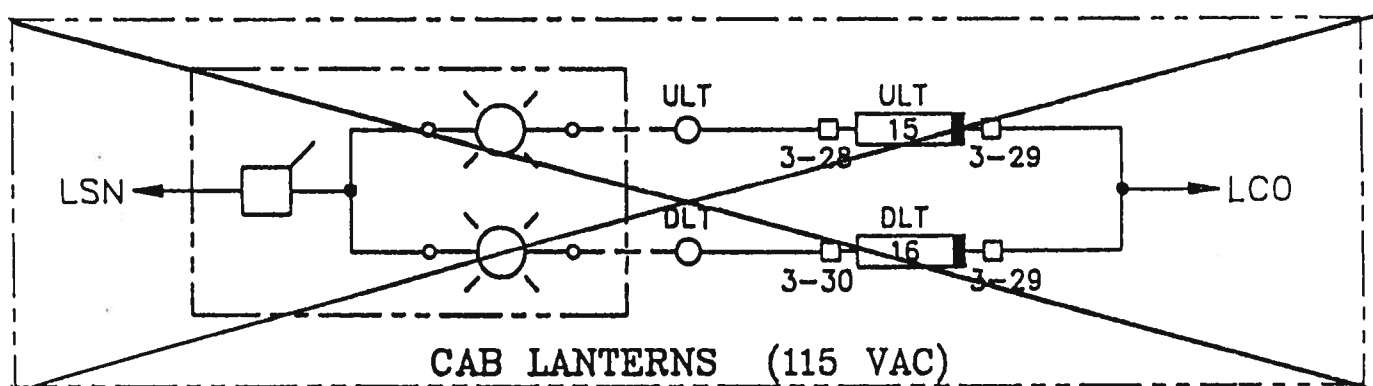 ULT ULT
15
3-28 3-29
LSN LCO
DLT DLT
16
3-30 3-29
CAB LANTERNS (115 VAC)